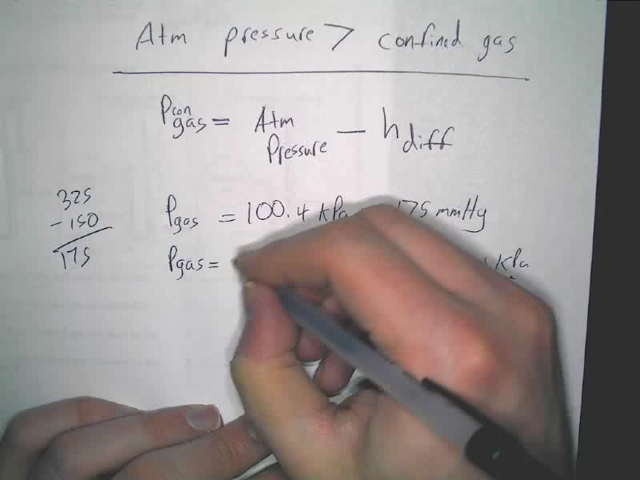 Atm pressure > confined gas
Pcon gas = Atm Pressure - hdiff
325
- 150
175
Pgas = 100.4 kPa 175 mmHg
Pgas = kPa